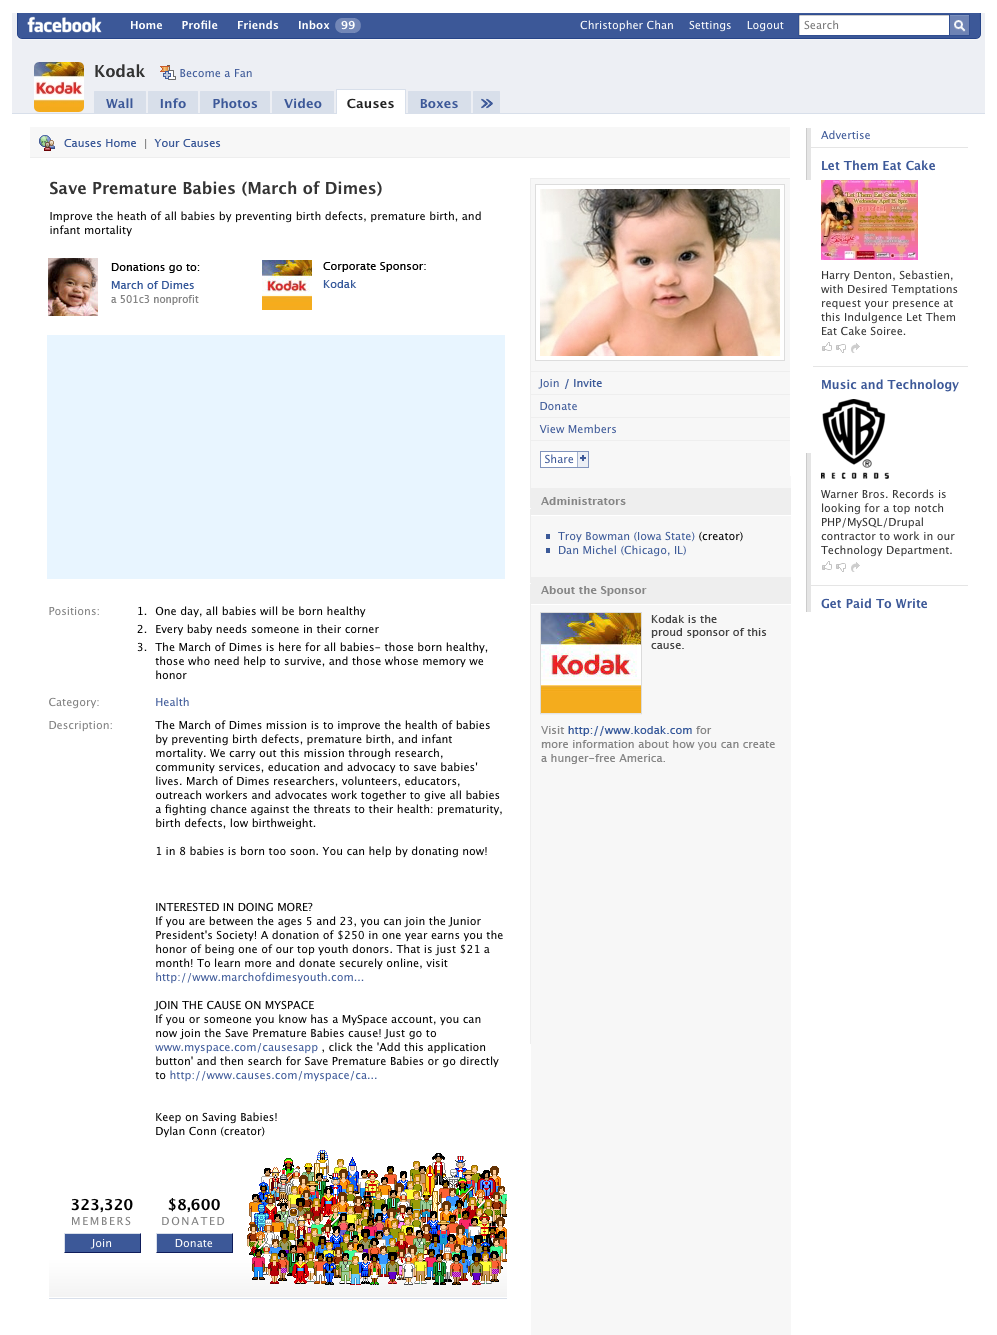 facebook Home Profile Friends Inbox 99 Christopher Chan Settings Logout Search
Kodak Become a Fan
Kodak
Wall Info Photos Video Causes Boxes »
Causes Home | Your Causes
Save Premature Babies (March of Dimes)
Improve the heath of all babies by preventing birth defects, premature birth, and
infant mortality
Donations go to:
March of Dimes
a 501c3 nonprofit
Kodak
Corporate Sponsor:
Kodak
Positions:
1. One day, all babies will be born healthy
2. Every baby needs someone in their corner
3. The March of Dimes is here for all babies- those born healthy,
those who need help to survive, and those whose memory we
honor
Category: Health
Description:
The March of Dimes mission is to improve the health of babies
by preventing birth defects, premature birth, and infant
mortality. We carry out this mission through research,
community services, education and advocacy to save babies'
lives. March of Dimes researchers, volunteers, educators,
outreach workers and advocates work together to give all babies
a fighting chance against the threats to their health: prematurity,
birth defects, low birthweight.
1 in 8 babies is born too soon. You can help by donating now!
INTERESTED IN DOING MORE?
If you are between the ages 5 and 23, you can join the Junior
President's Society! A donation of $250 in one year earns you the
honor of being one of our top youth donors. That is just $21 a
month! To learn more and donate securely online, visit
http://www.marchofdimesyouth.com...
JOIN THE CAUSE ON MYSPACE
If you or someone you know has a MySpace account, you can
now join the Save Premature Babies cause! Just go to
www.myspace.com/causesapp , click the 'Add this application
button' and then search for Save Premature Babies or go directly
to http://www.causes.com/myspace/ca...
Keep on Saving Babies!
Dylan Conn (creator)
323,320
MEMBERS
Join
$8,600
DONATED
Donate
Join / Invite
Donate
View Members
Share +
Administrators
Troy Bowman (Iowa State) (creator)
Dan Michel (Chicago, IL)
About the Sponsor
Kodak
Kodak is the
proud sponsor of this
cause.
Visit http://www.kodak.com for
more information about how you can create
a hunger-free America.
Advertise
Let Them Eat Cake
"Let Them Eat Cake" Soiree
Wednesday April 15, 8pm
Harry Denton, Sebastien,
with Desired Temptations
request your presence at
this Indulgence Let Them
Eat Cake Soiree.
Music and Technology
WB
®
RECORDS
Warner Bros. Records is
looking for a top notch
PHP/MySQL/Drupal
contractor to work in our
Technology Department.
Get Paid To Write